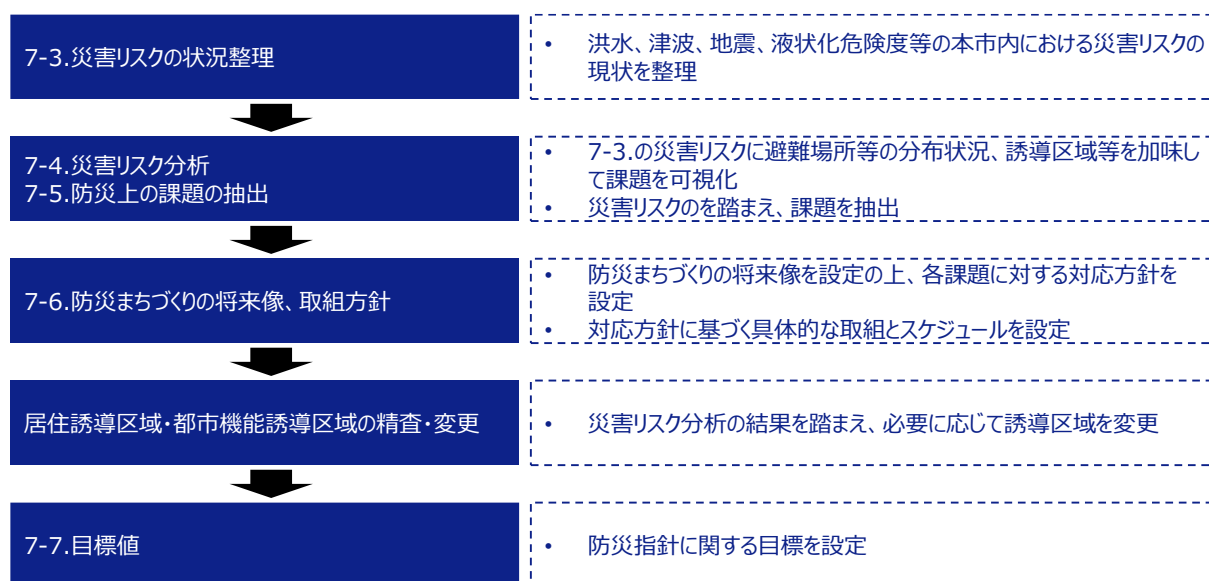 7-3.災害リスクの状況整理
• 洪水、津波、地震、液状化危険度等の本市内における災害リスクの
現状を整理
7-4.災害リスク分析
7-5.防災上の課題の抽出
• 7-3.の災害リスクに避難場所等の分布状況、誘導区域等を加味し
て課題を可視化
• 災害リスクのを踏まえ、課題を抽出
7-6.防災まちづくりの将来像、取組方針
• 防災まちづくりの将来像を設定の上、各課題に対する対応方針を
設定
• 対応方針に基づく具体的な取組とスケジュールを設定
居住誘導区域・都市機能誘導区域の精査・変更
• 災害リスク分析の結果を踏まえ、必要に応じて誘導区域を変更
7-7.目標値
• 防災指針に関する目標を設定